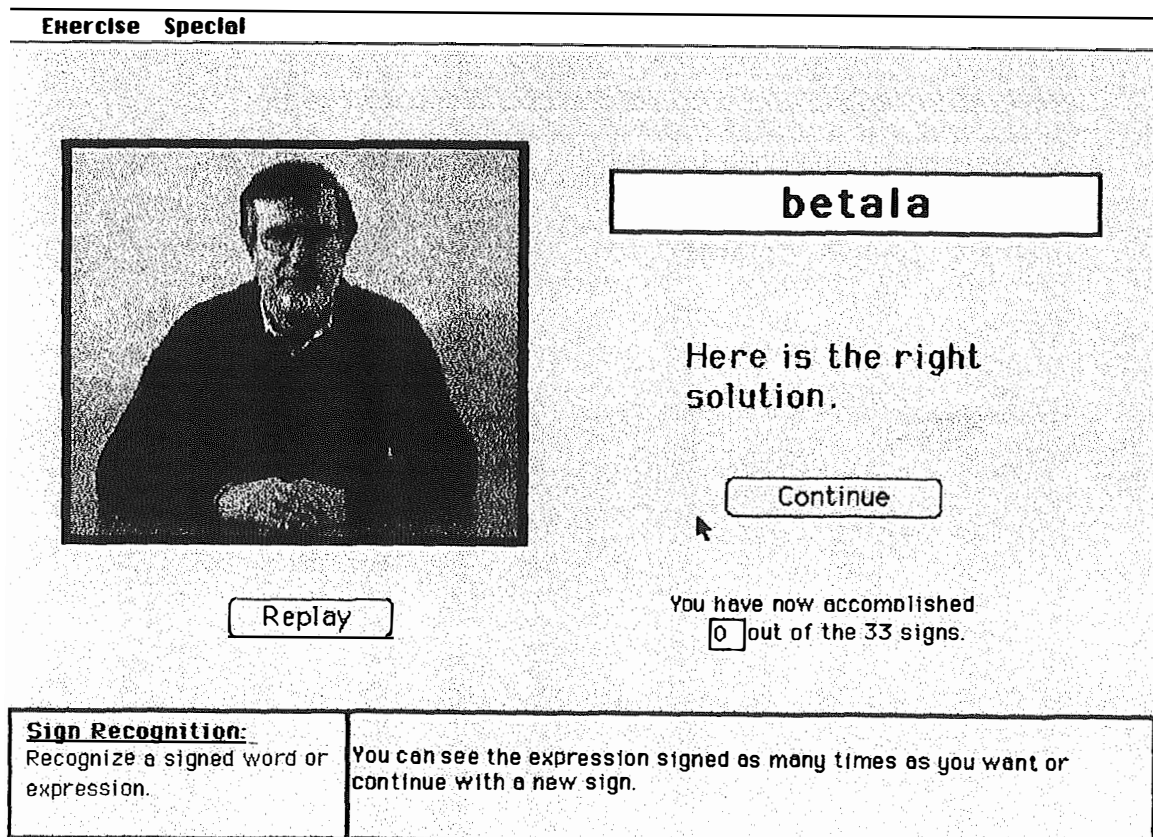 Exercise Special
betala
Here is the right
solution.
Continue
Replay
You have now accomplished
0 out of the 33 signs.
Sign Recognition:
Recognize a signed word or
expression.
You can see the expression signed as many times as you want or
continue with a new sign.